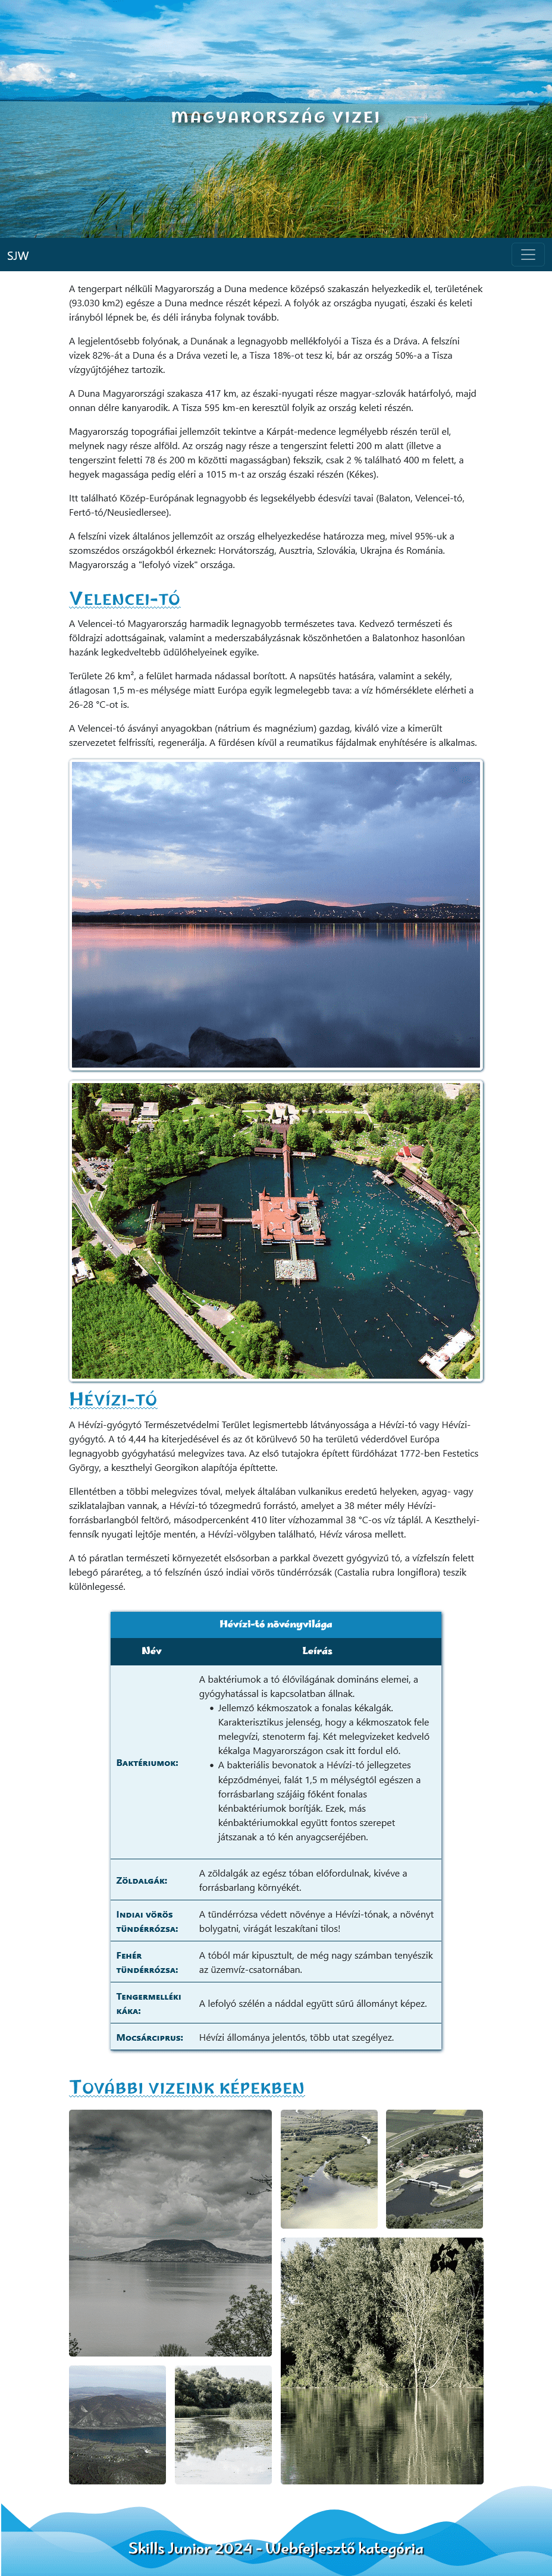 MAGYARORSZÁG VIZEI
SJW
A tengerpart nélküli Magyarország a Duna medence középső szakaszán helyezkedik el, területének
(93.030 km2) egésze a Duna mednce részét képezi. A folyók az országba nyugati, északi és keleti
irányból lépnek be, és déli irányba folynak tovább.
A legjelentősebb folyónak, a Dunának a legnagyobb mellékfolyói a Tisza és a Dráva. A felszíni
vizek 82%-át a Duna és a Dráva vezeti le, a Tisza 18%-ot tesz ki, bár az ország 50%-a a Tisza
vízgyűjtőjéhez tartozik.
A Duna Magyarországi szakasza 417 km, az északi-nyugati része magyar-szlovák határfolyó, majd
onnan délre kanyarodik. A Tisza 595 km-en keresztül folyik az ország keleti részén.
Magyarország topográfiai jellemzőit tekintve a Kárpát-medence legmélyebb részén terül el,
melynek nagy része alföld. Az ország nagy része a tengerszint feletti 200 m alatt (illetve a
tengerszint feletti 78 és 200 m közötti magasságban) fekszik, csak 2 % található 400 m felett, a
hegyek magassága pedig eléri a 1015 m-t az ország északi részén (Kékes).
Itt található Közép-Európának legnagyobb és legsekélyebb édesvízi tavai (Balaton, Velencei-tó,
Fertő-tó/Neusiedlersee).
A felszíni vizek általános jellemzőit az ország elhelyezkedése határozza meg, mivel 95%-uk a
szomszédos országokból érkeznek: Horvátország, Ausztria, Szlovákia, Ukrajna és Románia.
Magyarország a "lefolyó vizek" országa.
VELENCEI-TÓ
A Velencei-tó Magyarország harmadik legnagyobb természetes tava. Kedvező természeti és
földrajzi adottságainak, valamint a mederszabályzásnak köszönhetően a Balatonhoz hasonlóan
hazánk legkedveltebb üdülőhelyeinek egyike.
Területe 26 km², a felület harmada nádassal borított. A napsütés hatására, valamint a sekély,
átlagosan 1,5 m-es mélysége miatt Európa egyik legmelegebb tava: a víz hőmérséklete elérheti a
26-28 °C-ot is.
A Velencei-tó ásványi anyagokban (nátrium és magnézium) gazdag, kiváló vize a kimerült
szervezetet felfrissíti, regenerálja. A fürdésen kívül a reumatikus fájdalmak enyhítésére is alkalmas.
HÉVÍZI-TÓ
A Hévízi-gyógytó Természetvédelmi Terület legismertebb látványossága a Hévízi-tó vagy Hévízi-
gyógytó. A tó 4,44 ha kiterjedésével és az őt körülvevő 50 ha területű véderdővel Európa
legnagyobb gyógyhatású melegvizes tava. Az első tutajokra épített fürdőházat 1772-ben Festetics
György, a keszthelyi Georgikon alapítója építtette.
Ellentétben a többi melegvizes tóval, melyek általában vulkanikus eredetű helyeken, agyag- vagy
sziklatalajban vannak, a Hévízi-tó tőzegmedrű forrástó, amelyet a 38 méter mély Hévízi-
forrásbarlangból feltörő, másodpercenként 410 liter vízhozammal 38 °C-os víz táplál. A Keszthelyi-
fennsík nyugati lejtője mentén, a Hévízi-völgyben található, Hévíz városa mellett.
A tó páratlan természeti környezetét elsősorban a parkkal övezett gyógyvizű tó, a vízfelszín felett
lebegő páraréteg, a tó felszínén úszó indiai vörös tündérrózsák (Castalia rubra longiflora) teszik
különlegessé.
Hévízi-tó növényvilága
Név Leírás
A baktériumok a tó élővilágának domináns elemei, a
gyógyhatással is kapcsolatban állnak.
• Jellemző kékmoszatok a fonalas kékalgák.
Karakterisztikus jelenség, hogy a kékmoszatok fele
melegvízi, stenoterm faj. Két melegvizeket kedvelő
kékalga Magyarországon csak itt fordul elő.
BAKTÉRIUMOK:
• A bakteriális bevonatok a Hévízi-tó jellegzetes
képződményei, falát 1,5 m mélységtől egészen a
forrásbarlang szájáig főként fonalas
kénbaktériumok borítják. Ezek, más
kénbaktériumokkal együtt fontos szerepet
játszanak a tó kén anyagcseréjében.
ZÖLDALGÁK: A zöldalgák az egész tóban előfordulnak, kivéve a
forrásbarlang környékét.
INDIAI VÖRÖS TÜNDÉRRÓZSA: A tündérrózsa védett növénye a Hévízi-tónak, a növényt
bolygatni, virágát leszakítani tilos!
FEHÉR TÜNDÉRRÓZSA: A tóból már kipusztult, de még nagy számban tenyészik
az üzemvíz-csatornában.
TENGERMELLÉKI KÁKA: A lefolyó szélén a náddal együtt sűrű állományt képez.
MOCSÁRCIPRUS: Hévízi állománya jelentős, több utat szegélyez.
TOVÁBBI VIZEINK KÉPEKBEN
Skills Junior 2024 - Webfejlesztő kategória